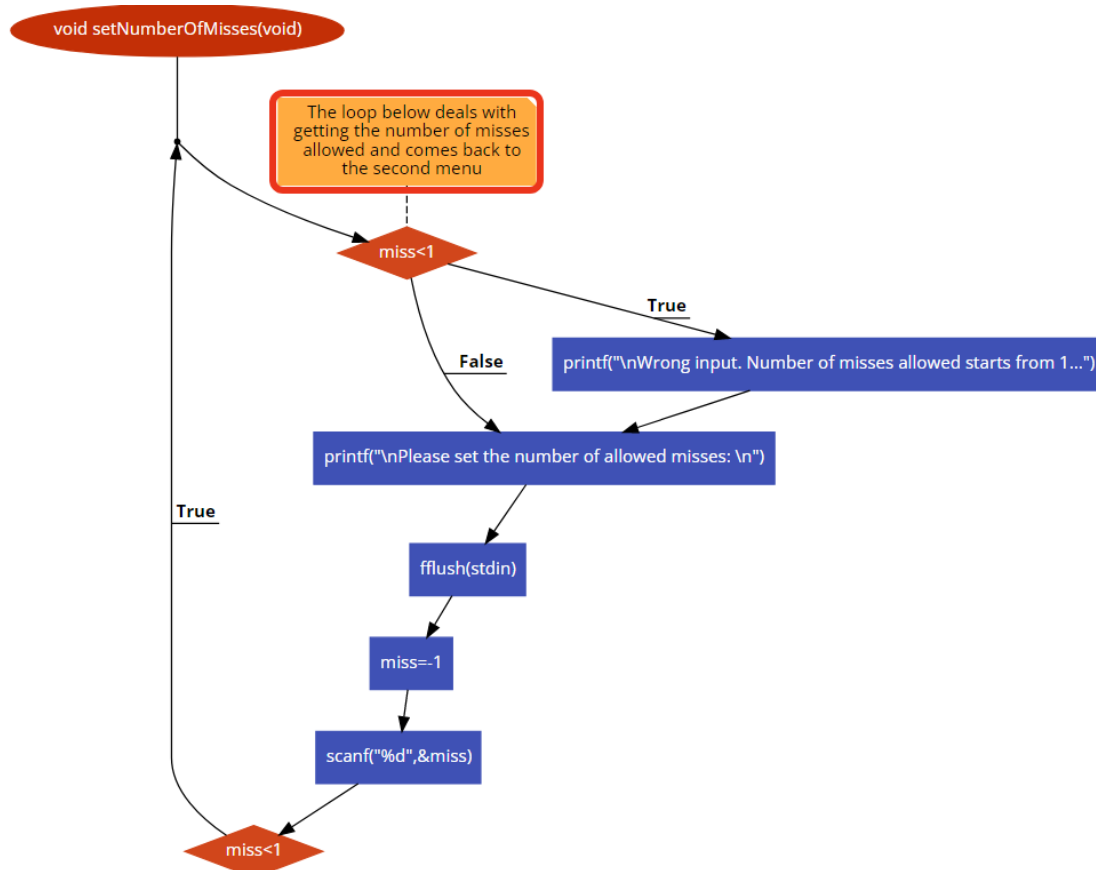 void setNumberOfMisses(void)
The loop below deals with
getting the number of misses
allowed and comes back to
the second menu
miss<1
True
False
printf("\nWrong input. Number of misses allowed starts from 1...")
printf("\nPlease set the number of allowed misses: \n")
True
fflush(stdin)
miss=-1
scanf("%d",&miss)
miss<1